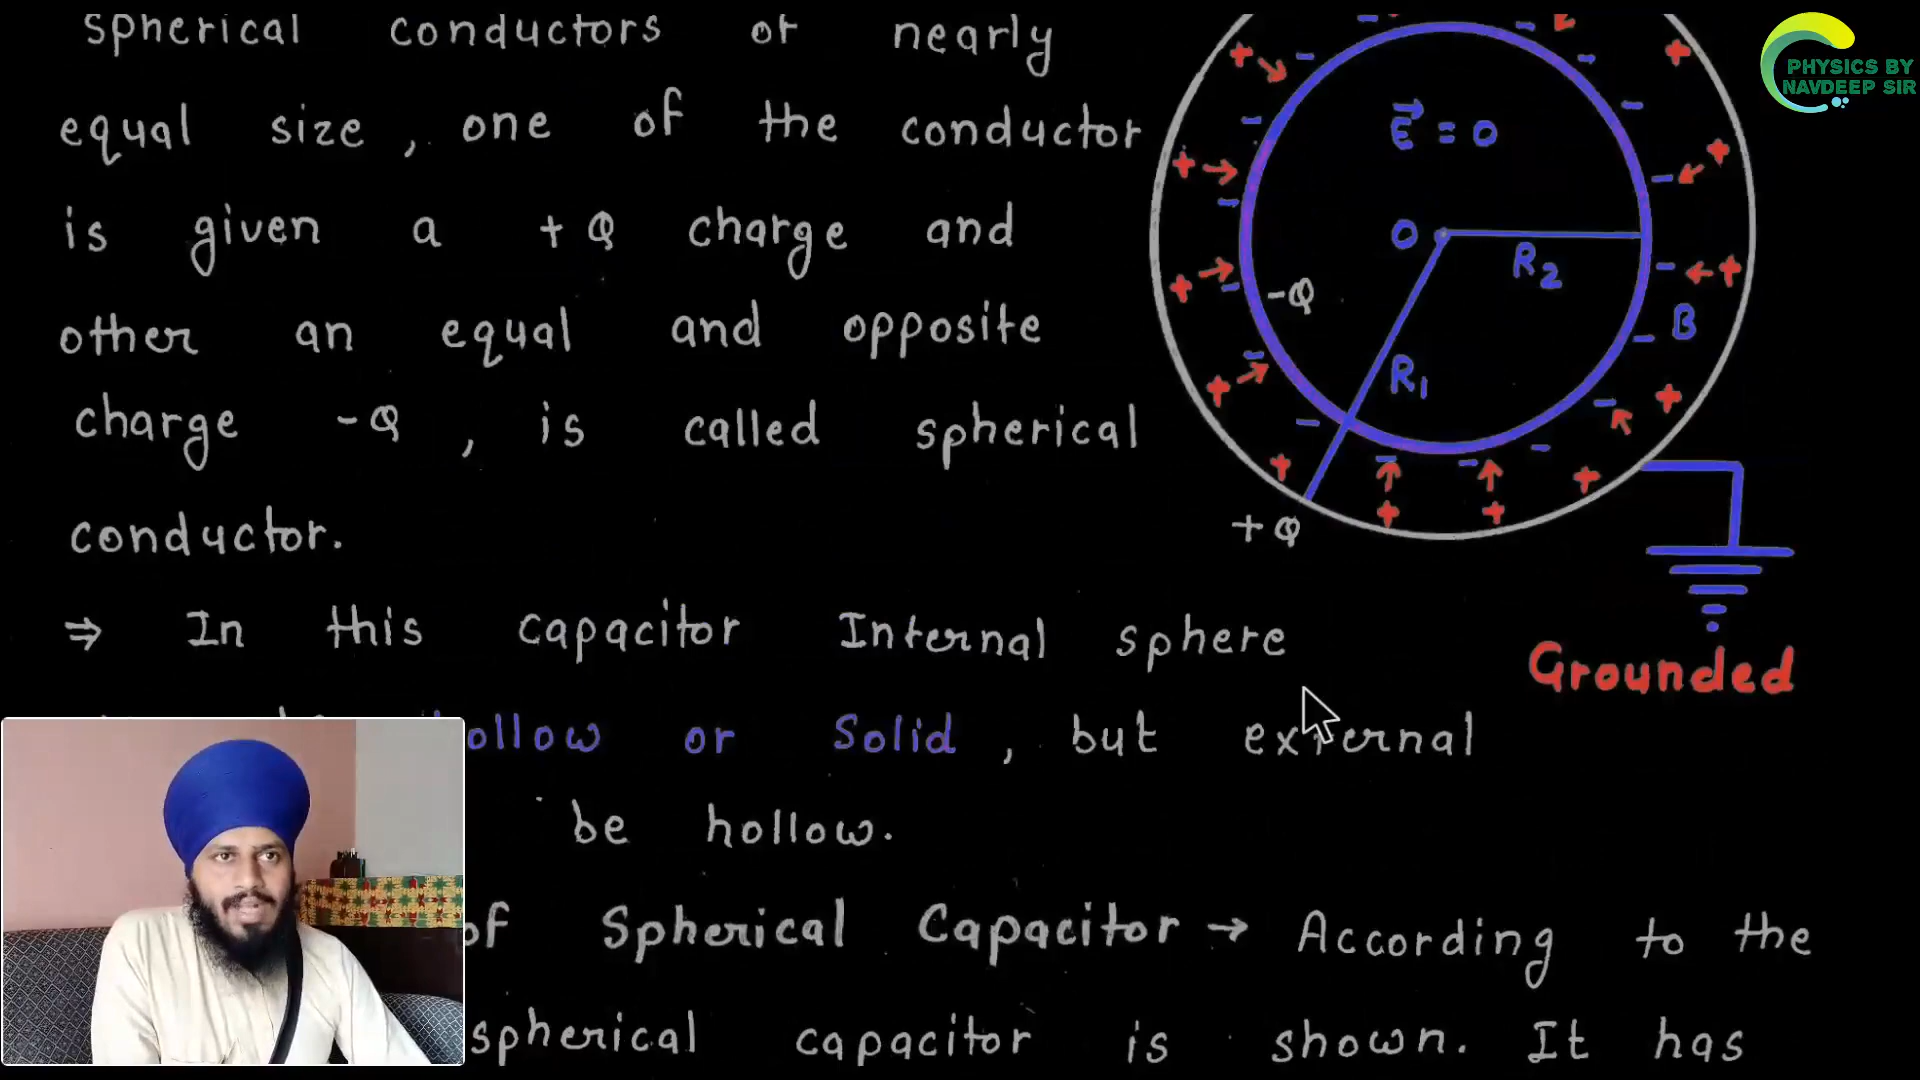 spherical conductors of nearly
equal size, one of the conductor
is given a +Q charge and
other an equal and opposite
charge -Q, is called spherical
conductor.
⇒ In this capacitor Internal sphere
ollow or Solid, but external
be hollow.
of Spherical Capacitor → According to the
spherical capacitor is shown. It has
E = 0
O
R2
-Q
B
R1
+Q
Grounded
PHYSICS BY
NAVDEEP SIR